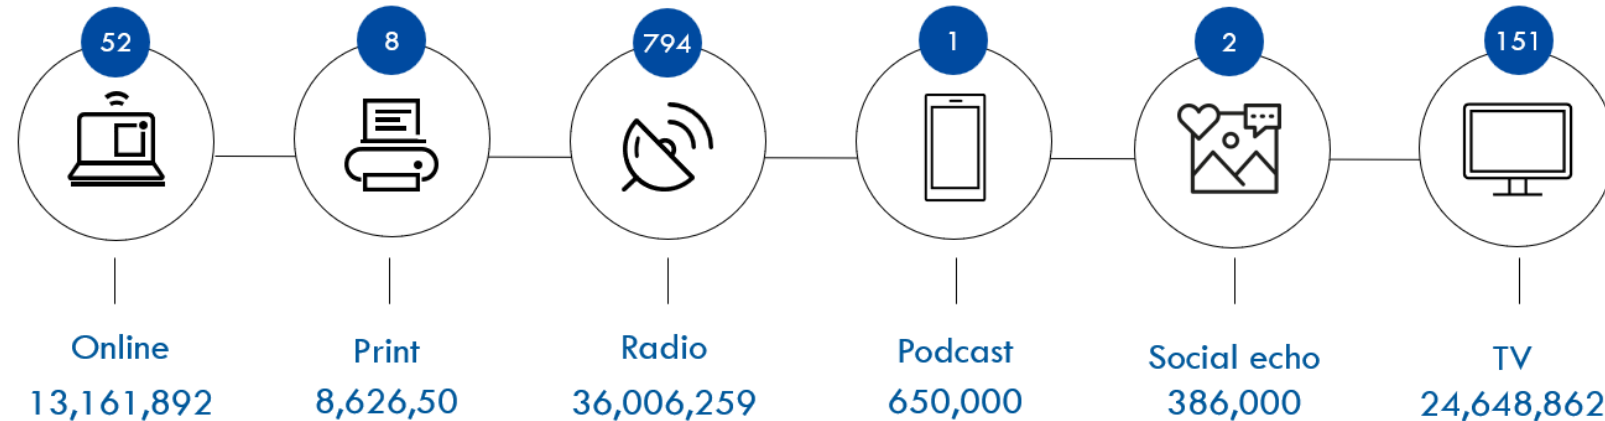 52
8
794
1
2
151
Online
Print
Radio
Podcast
Social echo
TV
13,161,892
8,626,50
36,006,259
650,000
386,000
24,648,862